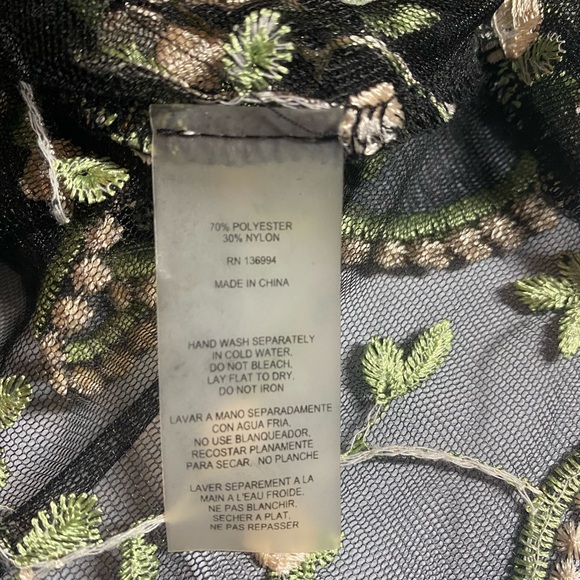 70% POLYESTER
30% NYLON
RN 136994
MADE IN CHINA
HAND WASH SEPARATELY
IN COLD WATER,
DO NOT BLEACH,
LAY FLAT TO DRY,
DO NOT IRON
LAVAR A MANO SEPARADAMENTE
CON AGUA FRIA,
NO USE BLANQUEADOR,
RECOSTAR PLANAMENTE
PARA SECAR, NO PLANCHE
LAVER SEPAREMENT A LA
MAIN A L'EAU FROIDE,
NE PAS BLANCHIR,
SECHER A PLAT,
NE PAS REPASSER